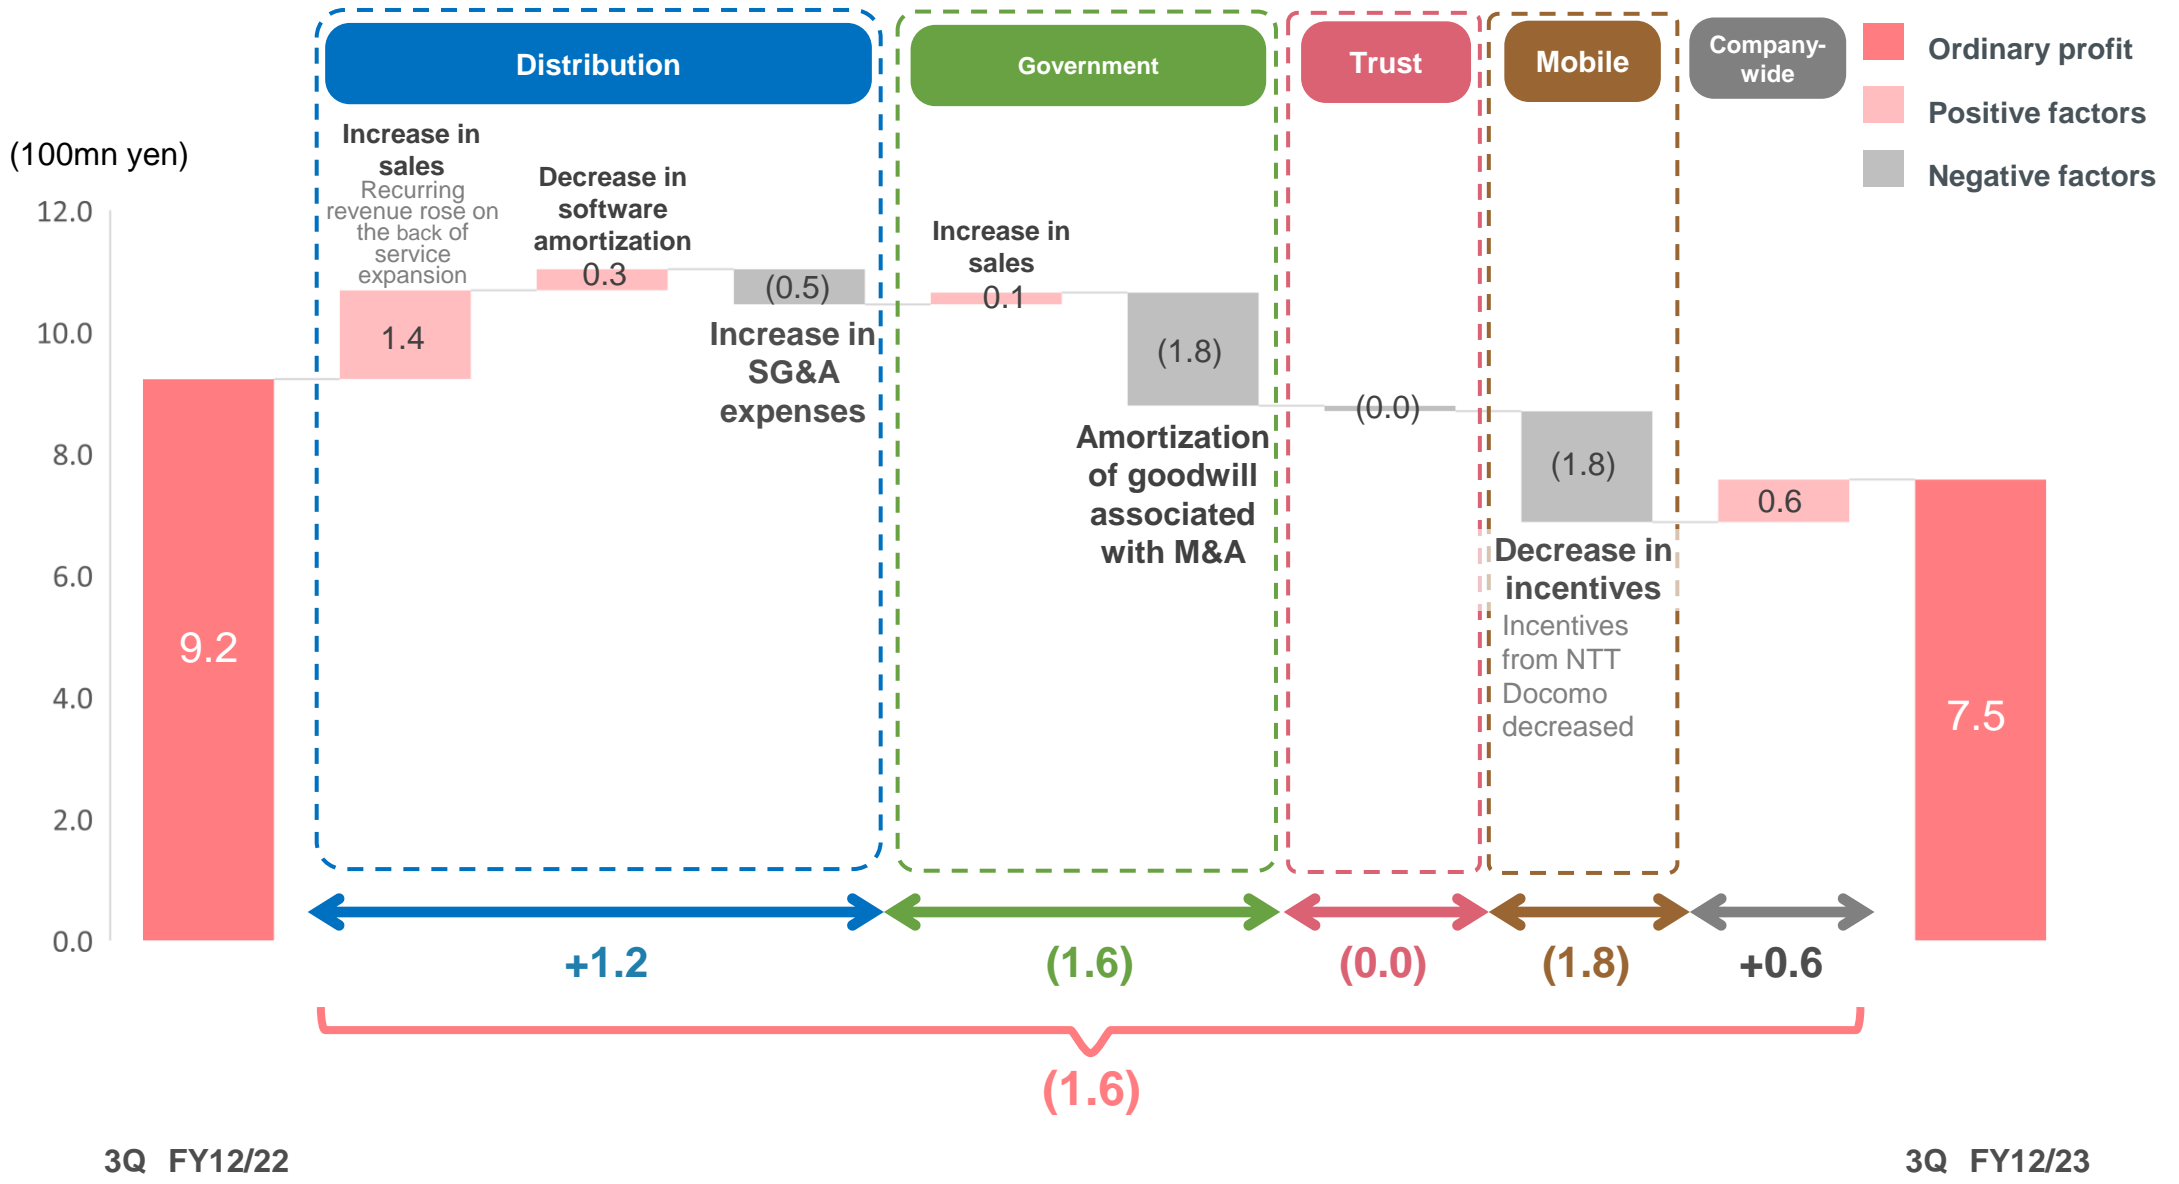 Distribution
Government
Trust
Mobile
Company-
wide
Ordinary profit
Positive factors
Negative factors
(100mn yen)
12.0
10.0
8.0
6.0
4.0
2.0
0.0
9.2
Increase in
sales
Recurring
revenue rose on
the back of
service
expansion
1.4
Decrease in
software
amortization
0.3
(0.5)
Increase in
SG&A
expenses
Increase in
sales
0.1
(1.8)
Amortization
of goodwill
associated
with M&A
(0.0)
(1.8)
Decrease in
incentives
Incentives
from NTT
Docomo
decreased
0.6
7.5
+1.2
(1.6)
(0.0)
(1.8)
+0.6
(1.6)
3Q FY12/22
3Q FY12/23